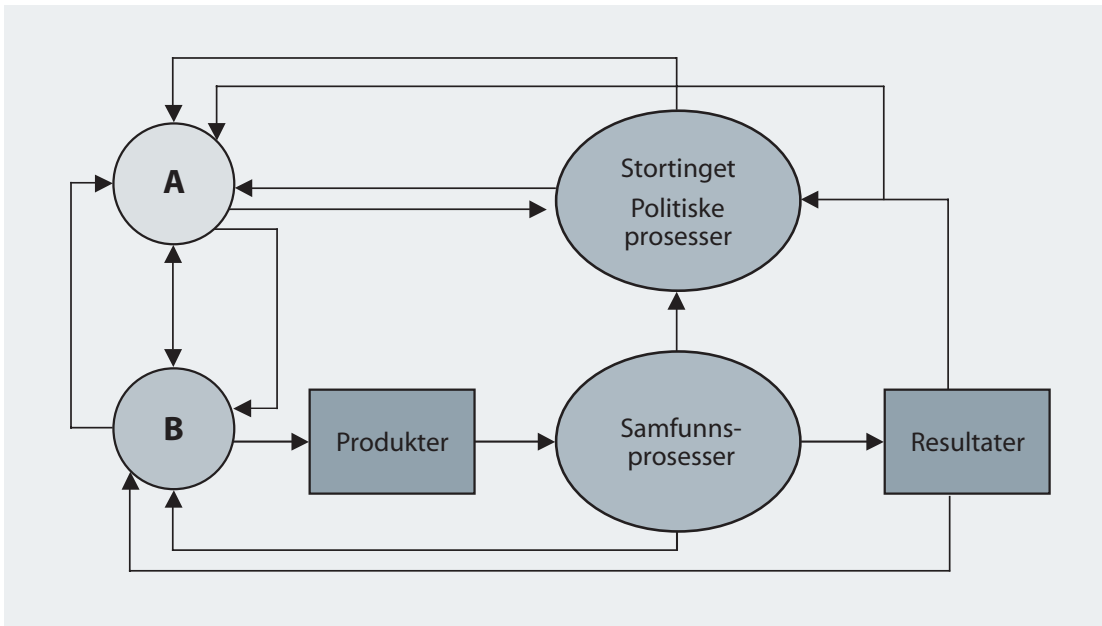 A
Stortinget
Politiske
prosesser
B
Produkter
Samfunns-
prosesser
Resultater